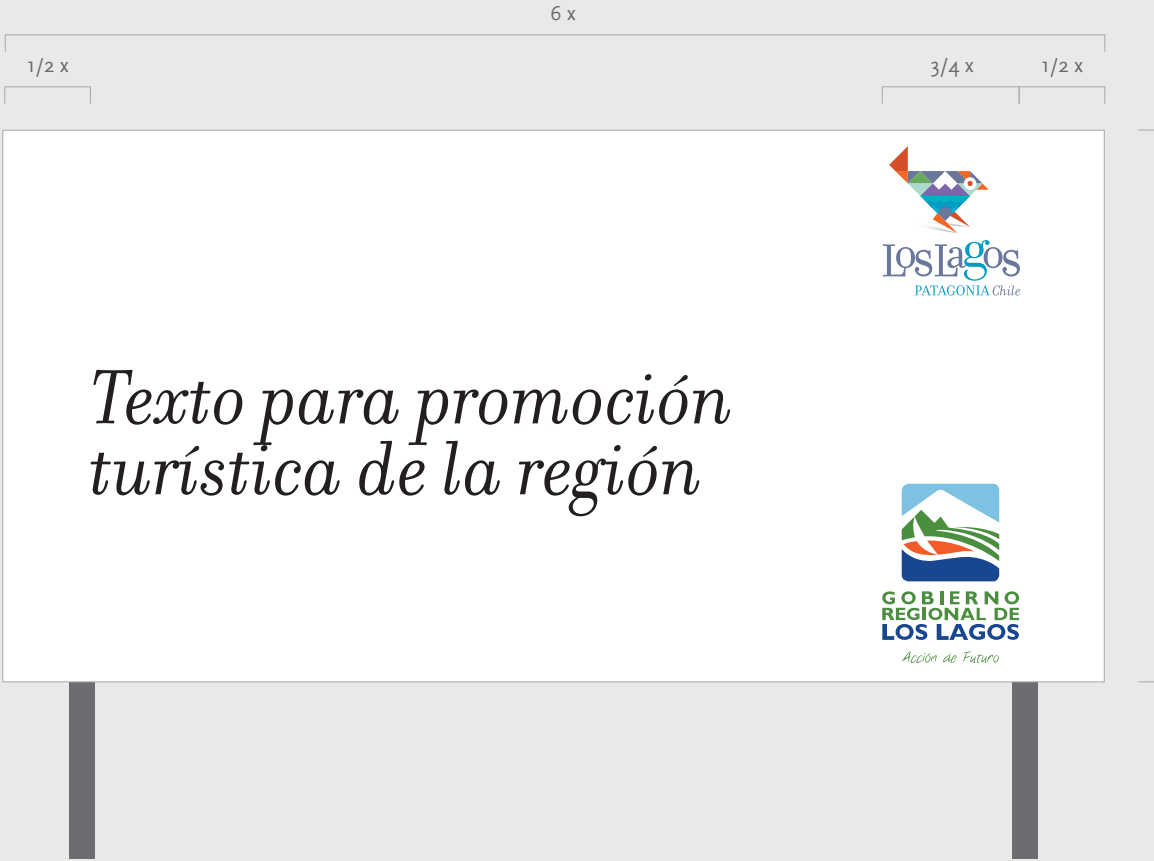 6 x
1/2 x
3/4 x
1/2 x
LosLagos
PATAGONIA Chile
Texto para promoción
turística de la región
GOBIERNO
REGIONAL DE
LOS LAGOS
Acción de Futuro